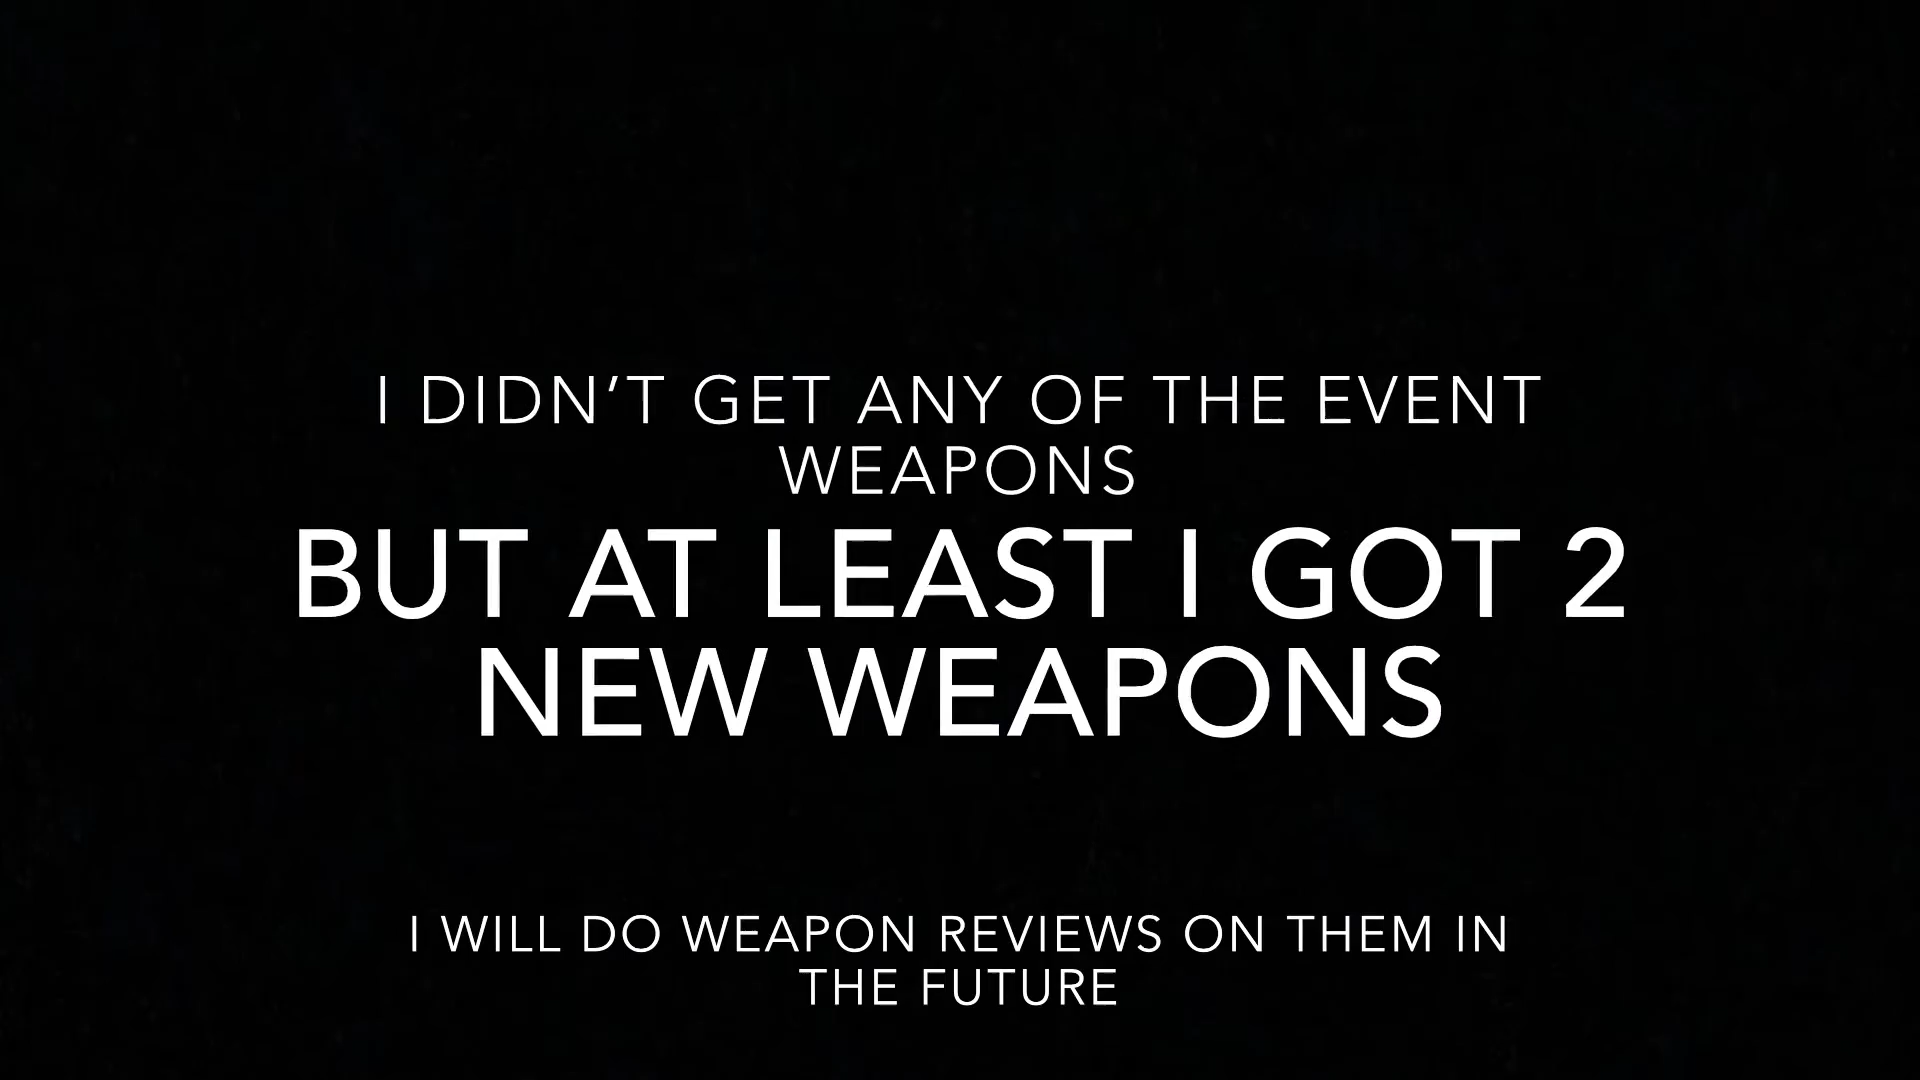 I DIDN’T GET ANY OF THE EVENT
WEAPONS
BUT AT LEAST I GOT 2
NEW WEAPONS
I WILL DO WEAPON REVIEWS ON THEM IN
THE FUTURE